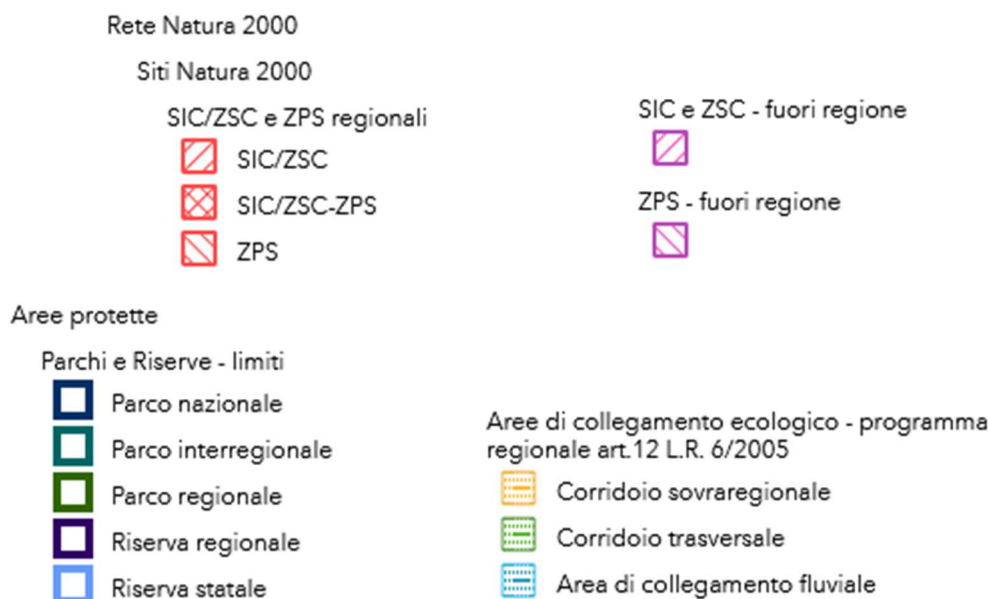 Rete Natura 2000
Siti Natura 2000
SIC/ZSC e ZPS regionali
SIC/ZSC
SIC/ZSC-ZPS
ZPS
SIC e ZSC - fuori regione
ZPS - fuori regione
Aree protette
Parchi e Riserve - limiti
Parco nazionale
Parco interregionale
Parco regionale
Riserva regionale
Riserva statale
Aree di collegamento ecologico - programma
regionale art.12 L.R. 6/2005
Corridoio sovraregionale
Corridoio trasversale
Area di collegamento fluviale